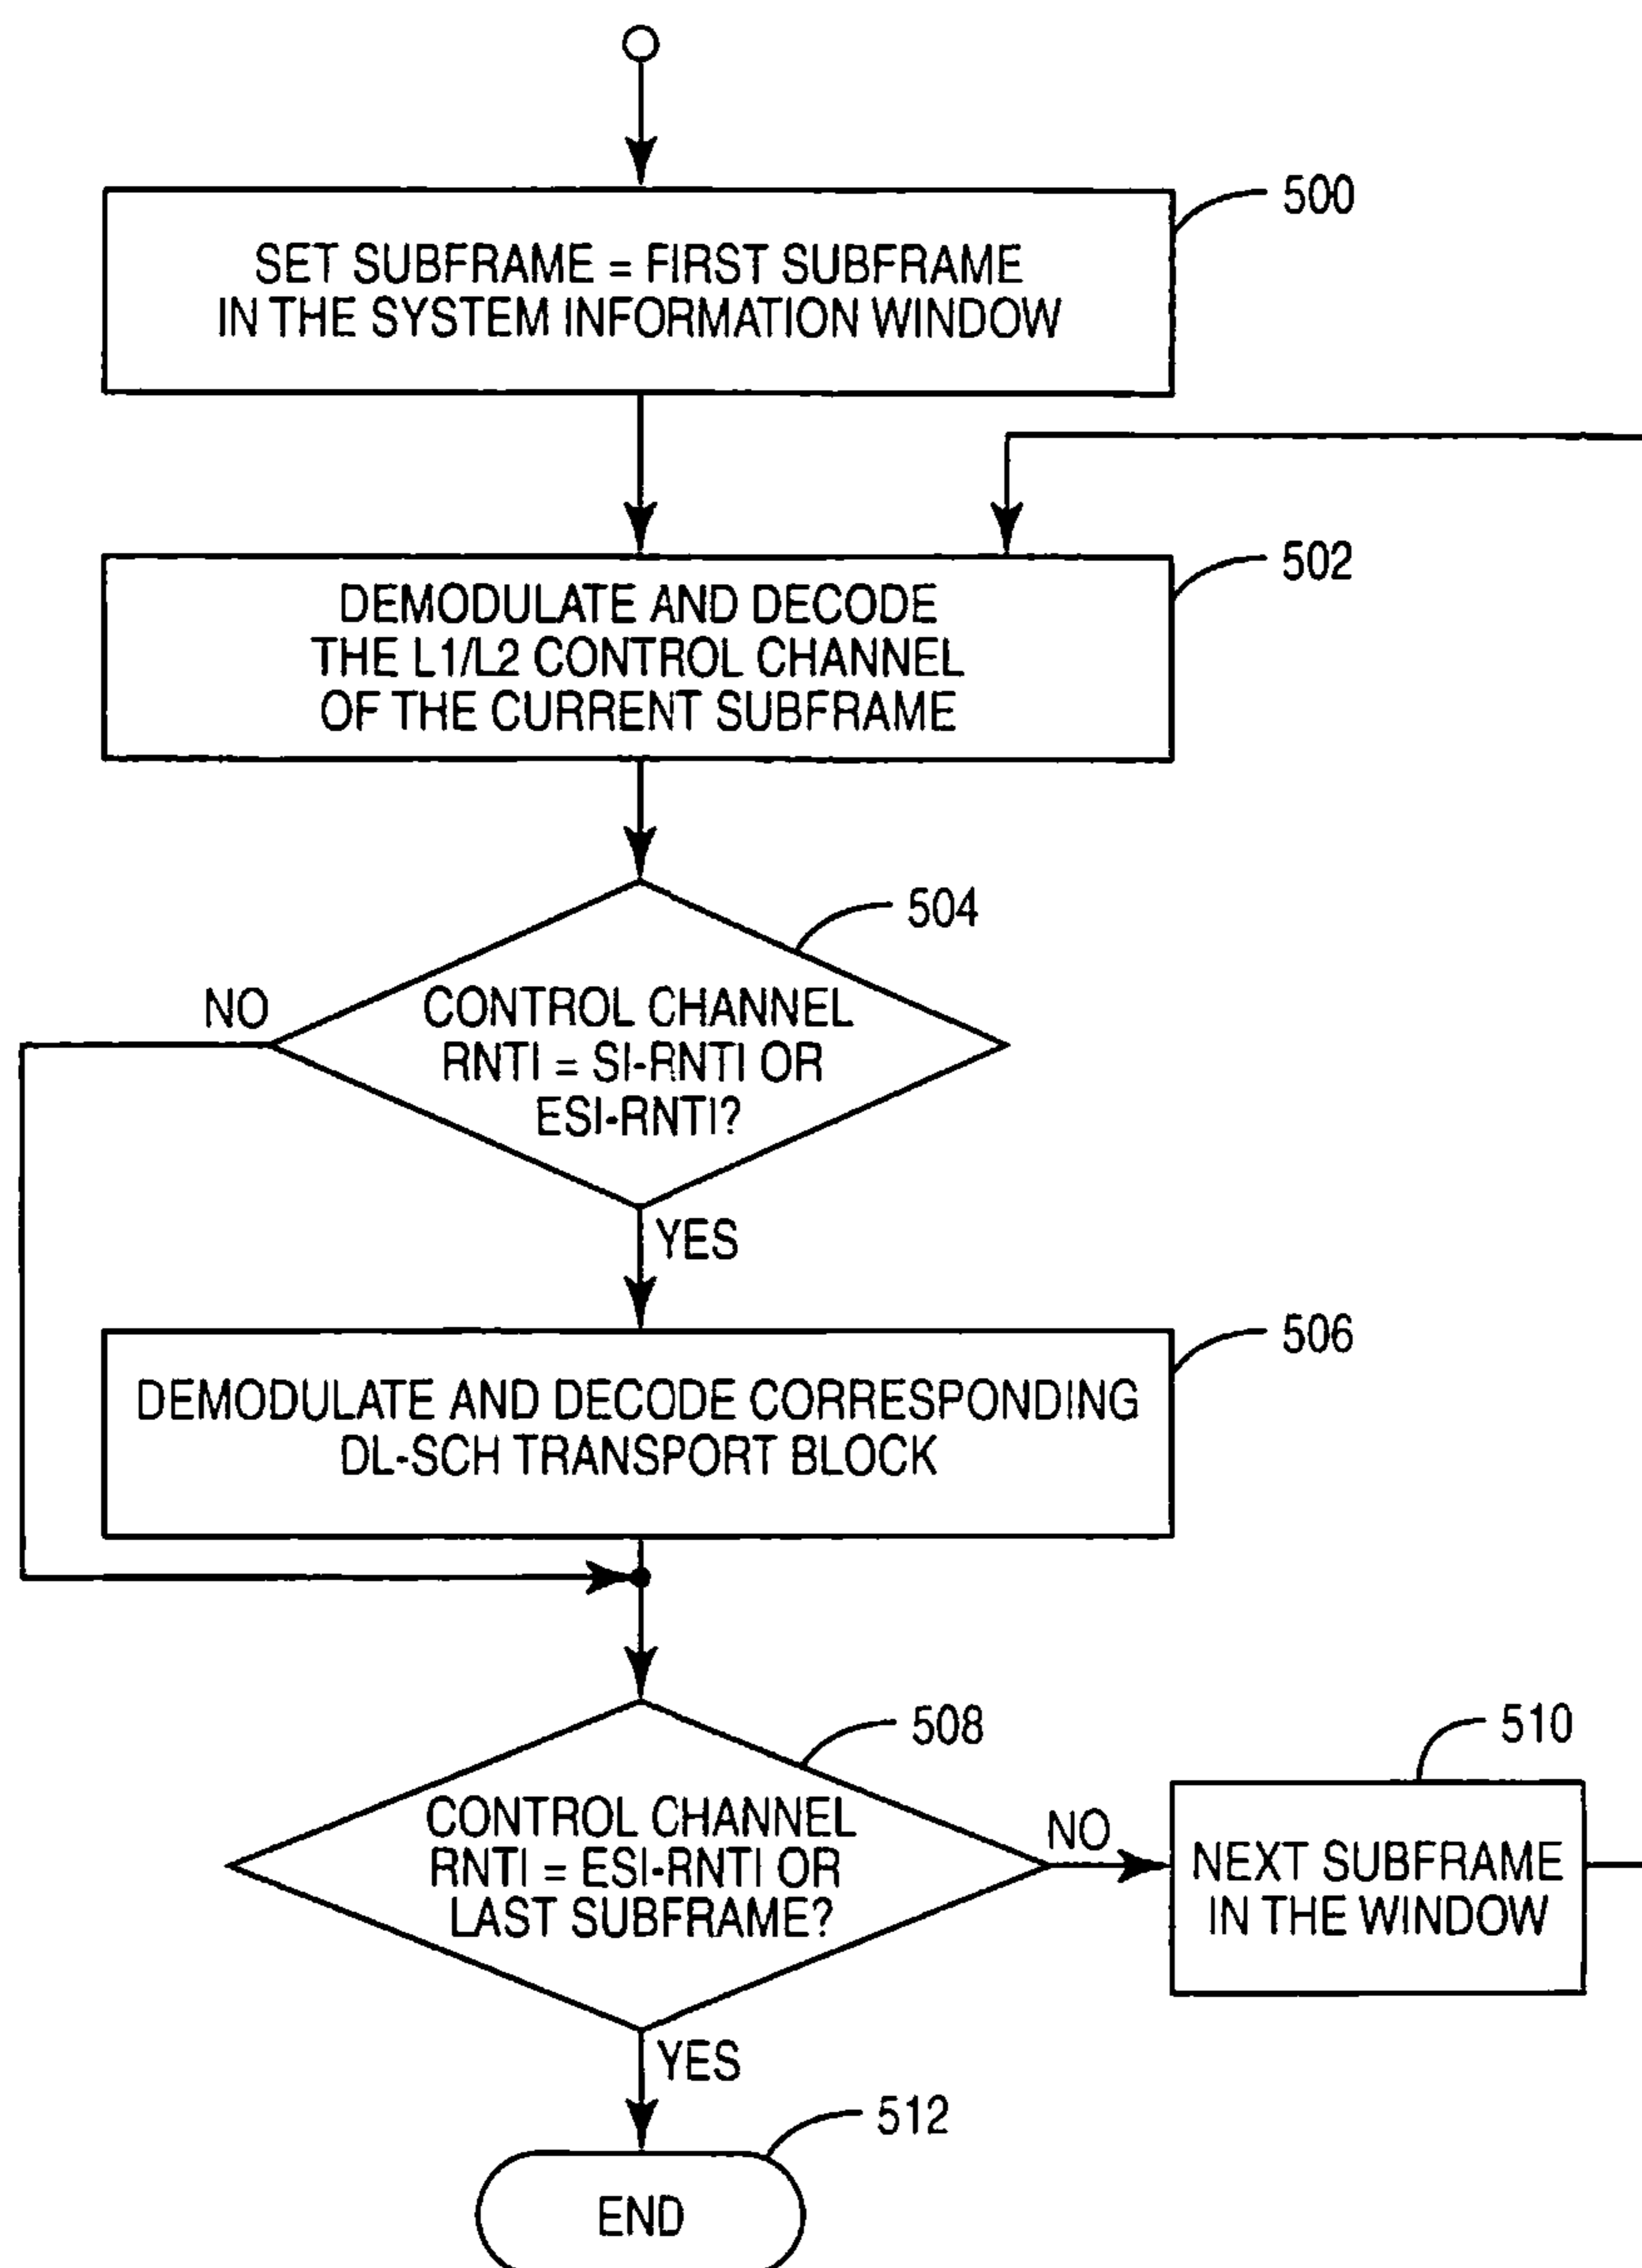 500
SET SUBFRAME = FIRST SUBFRAME
IN THE SYSTEM INFORMATION WINDOW
502
DEMODULATE AND DECODE
THE L1/L2 CONTROL CHANNEL
OF THE CURRENT SUBFRAME
504
NO
CONTROL CHANNEL
RNTI = SI-RNTI OR
ESI-RNTI?
YES
506
DEMODULATE AND DECODE CORRESPONDING
DL-SCH TRANSPORT BLOCK
508
510
CONTROL CHANNEL
RNTI = ESI-RNTI OR
LAST SUBFRAME?
NO
NEXT SUBFRAME
IN THE WINDOW
YES
512
END